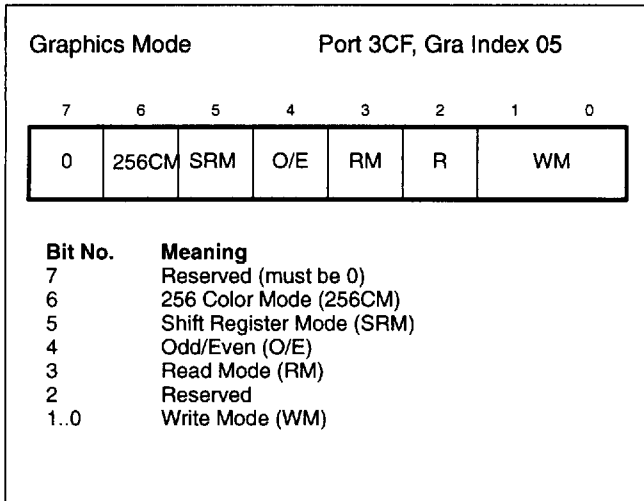 Graphics Mode Port 3CF, Gra Index 05
7 6 5 4 3 2 1 0
0 256CM SRM O/E RM R WM
Bit No. Meaning
7 Reserved (must be 0)
6 256 Color Mode (256CM)
5 Shift Register Mode (SRM)
4 Odd/Even (O/E)
3 Read Mode (RM)
2 Reserved
1..0 Write Mode (WM)